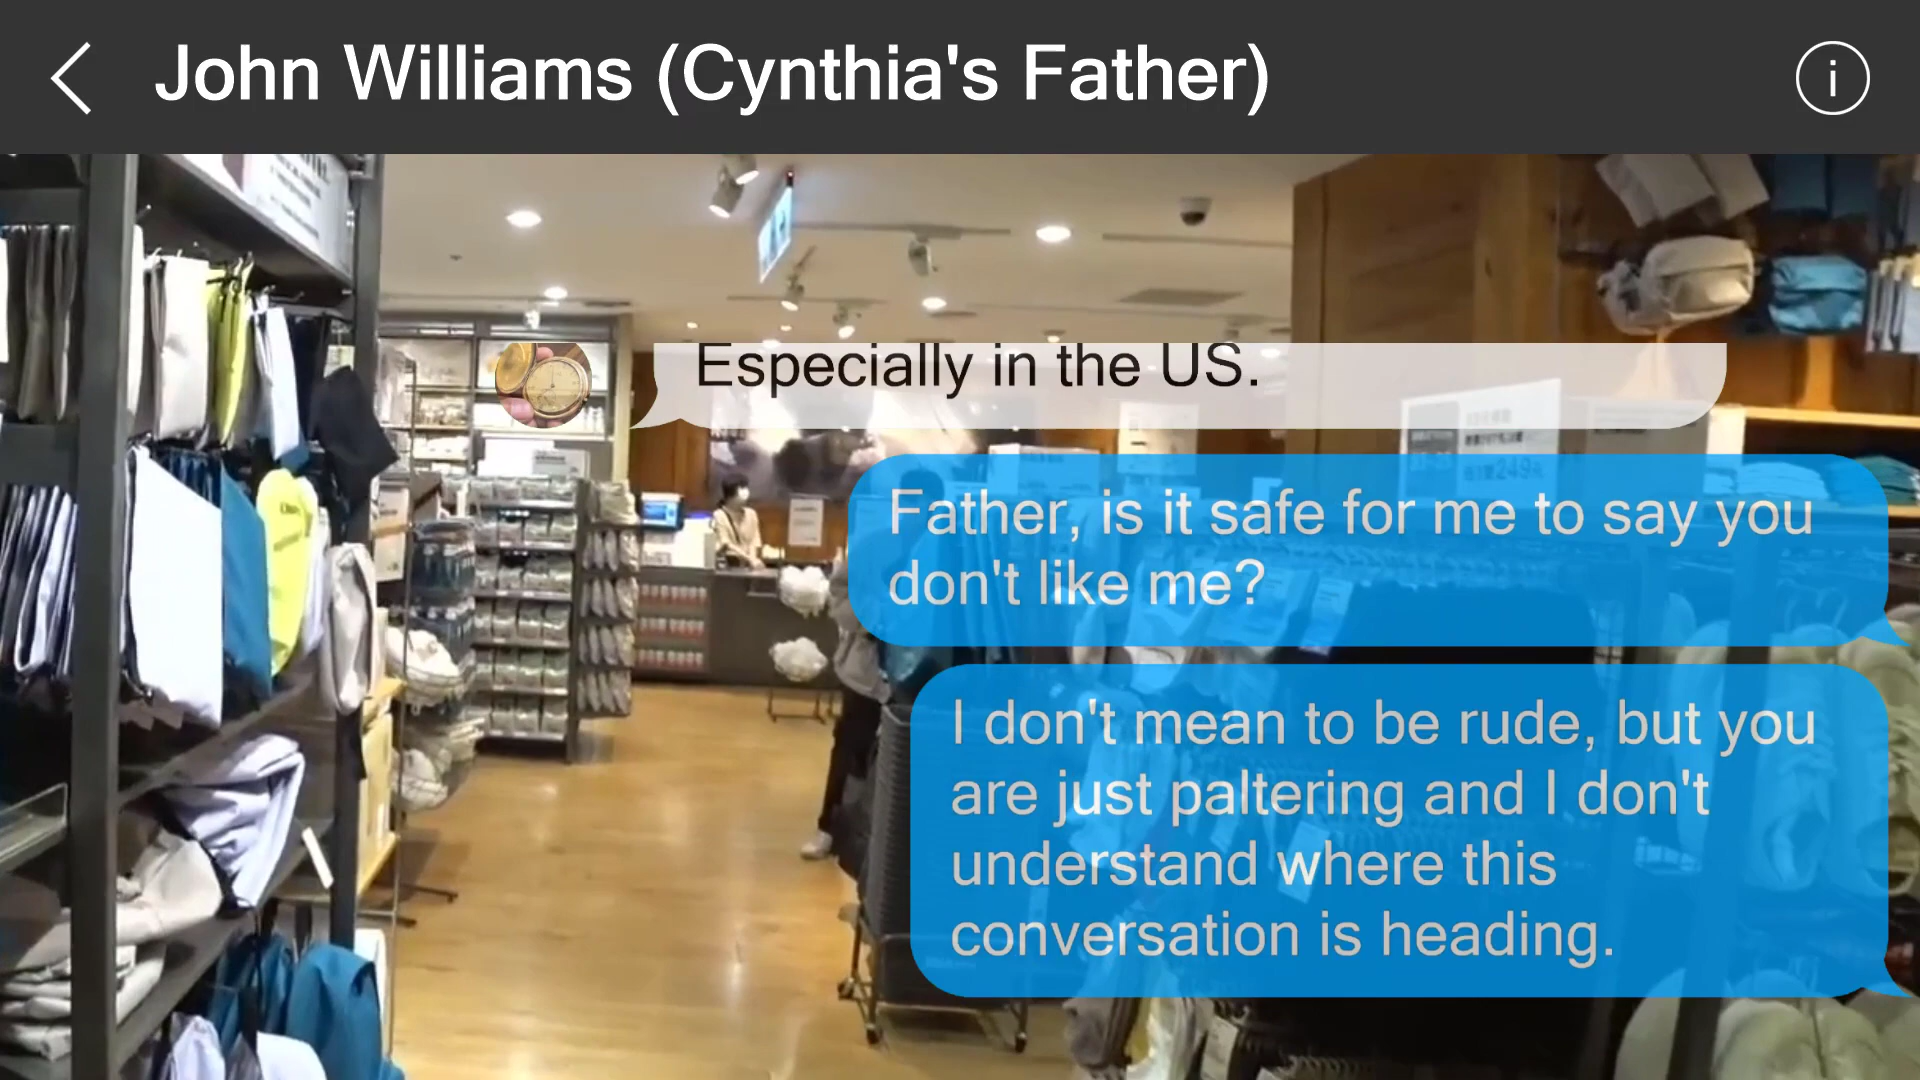 John Williams (Cynthia's Father)
Especially in the US.
Father, is it safe for me to say you
don't like me?
I don't mean to be rude, but you
are just paltering and I don't
understand where this
conversation is heading.
249